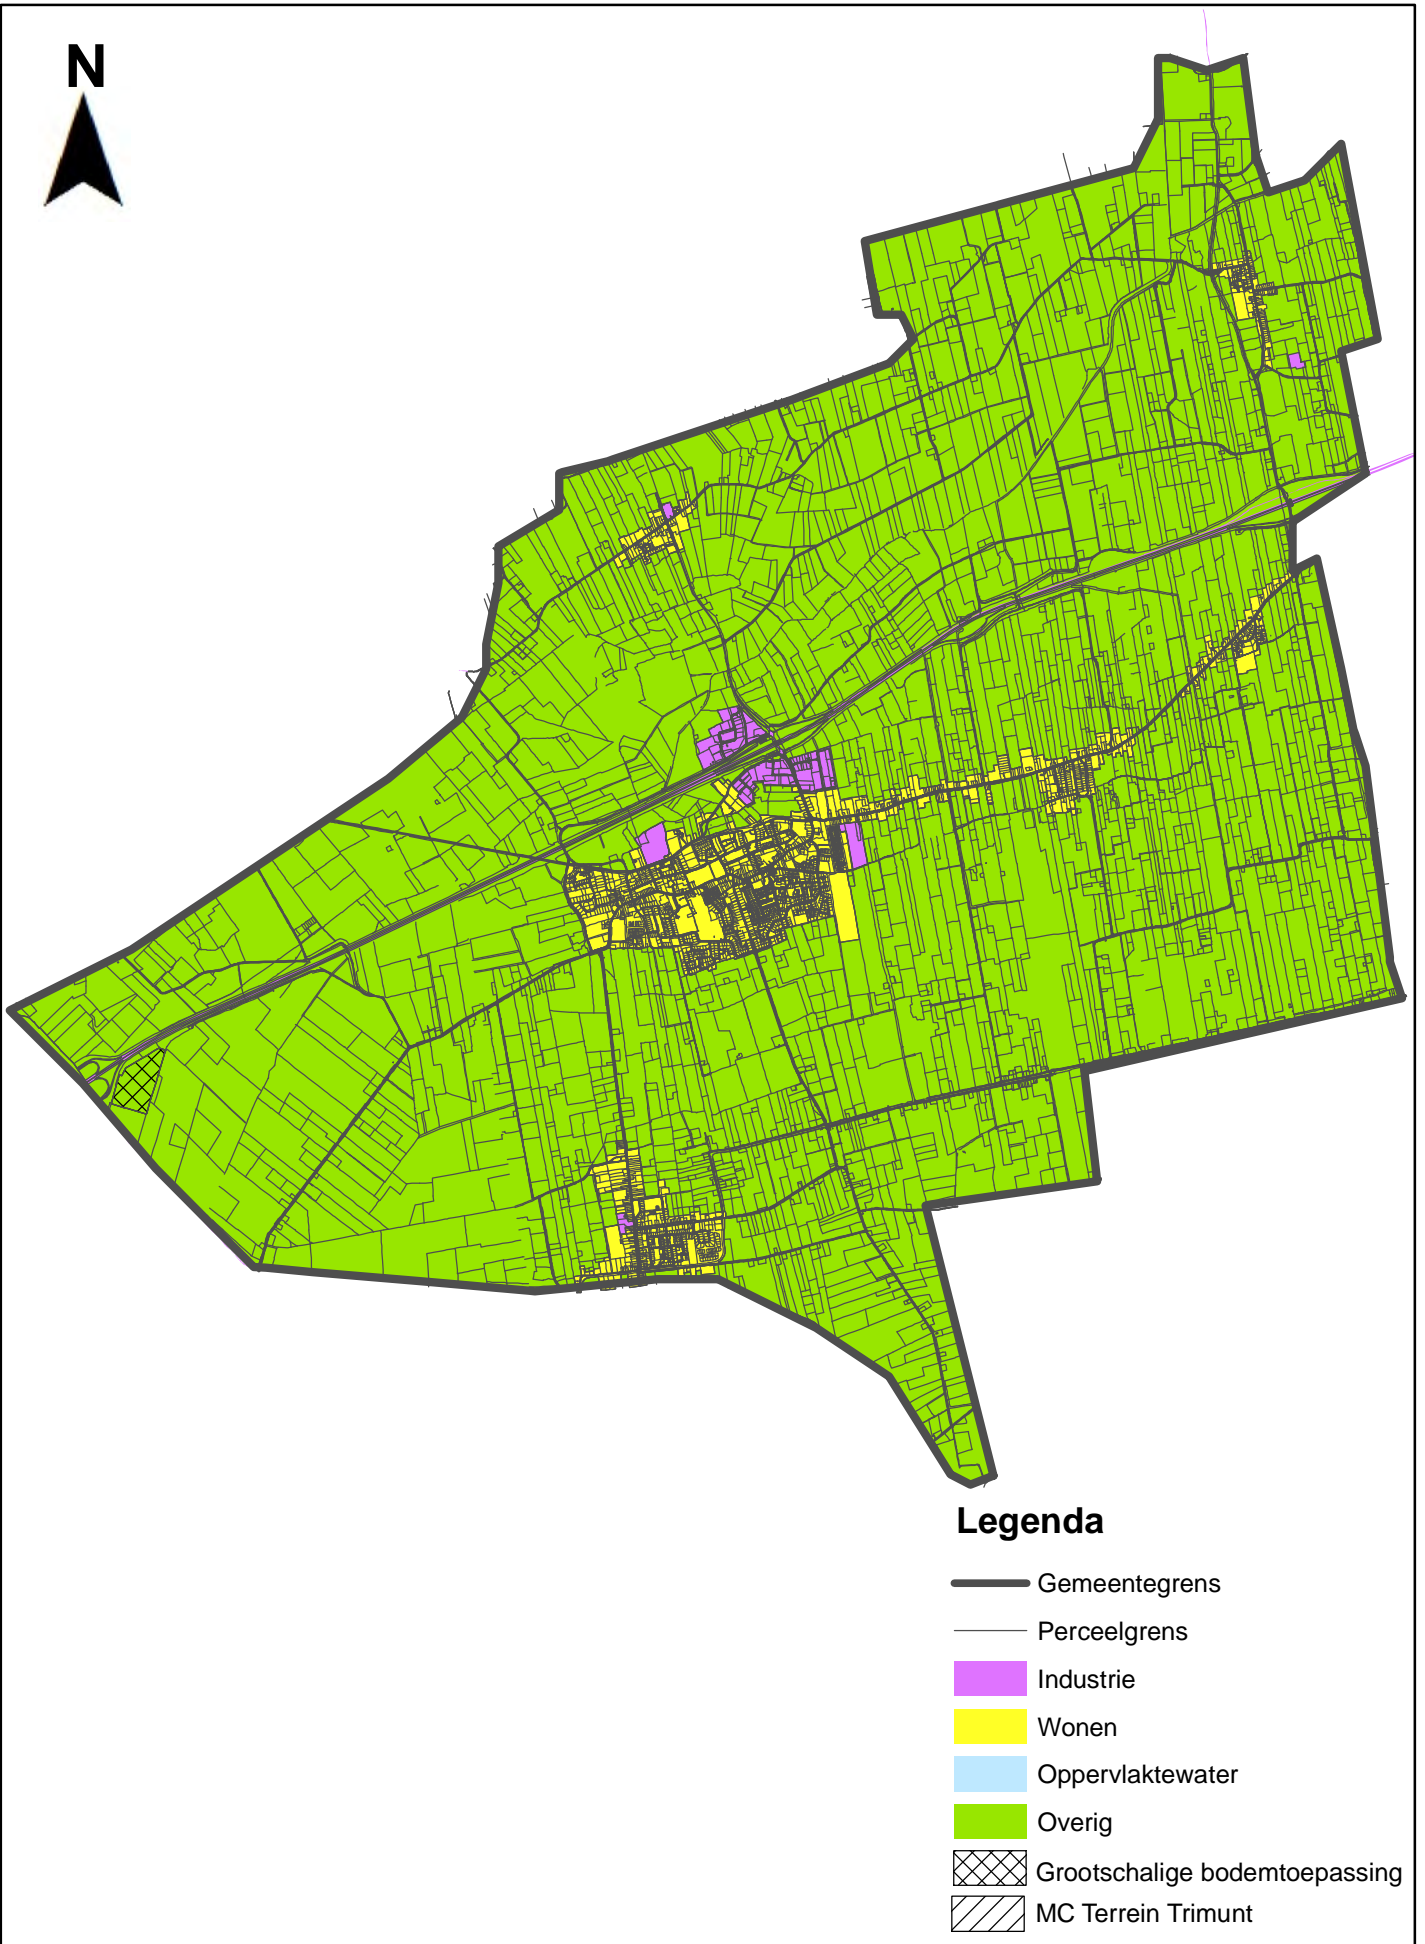 N
Legenda
Gemeentegrens
Perceelgrens
Industrie
Wonen
Oppervlaktewater
Overig
Grootschalige bodemtoepassing
MC Terrein Trimunt